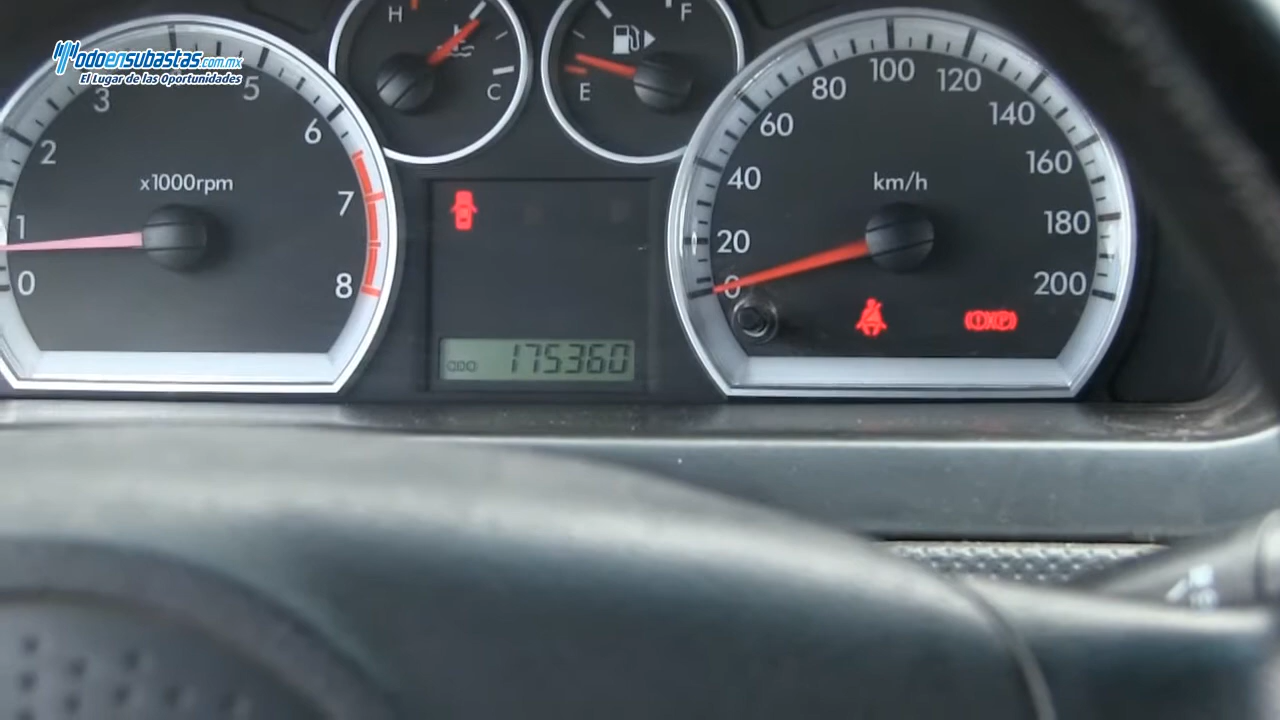 TodoenSubastas.com.mx
El Lugar de las Oportunidades
0
1
2
3
5
6
7
8
x1000rpm
H
C
E
F
ODO 175360
0
20
40
60
80
100
120
140
160
180
200
km/h